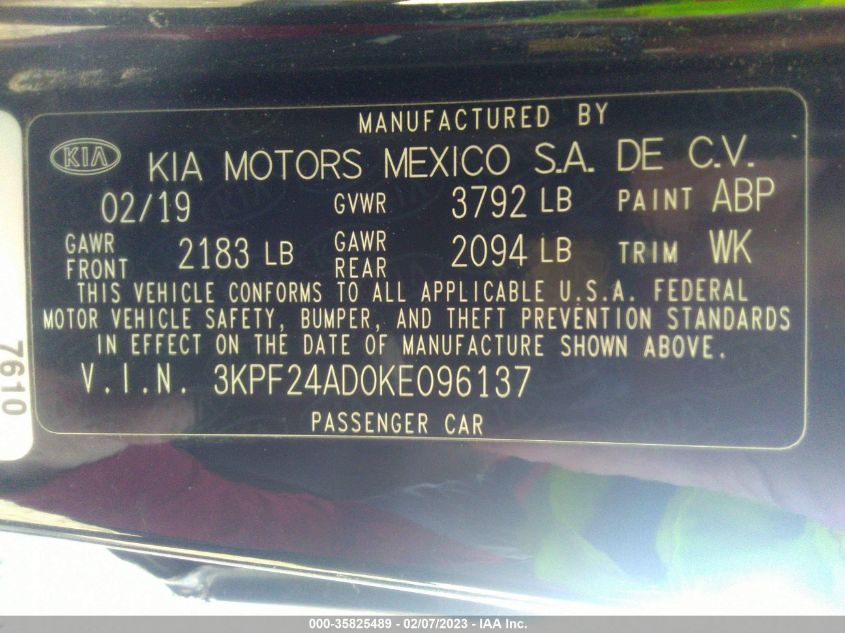 MANUFACTURED BY
KIA KIA MOTORS MEXICO S.A. DE C.V.
02/19 GVWR 3792 LB PAINT ABP
GAWR FRONT 2183 LB GAWR REAR 2094 LB TRIM WK
THIS VEHICLE CONFORMS TO ALL APPLICABLE U.S.A. FEDERAL
MOTOR VEHICLE SAFETY, BUMPER, AND THEFT PREVENTION STANDARDS
IN EFFECT ON THE DATE OF MANUFACTURE SHOWN ABOVE.
V.I.N. 3KPF24AD0KE096137
PASSENGER CAR
7610
000-35825489 - 02/07/2023 - IAA Inc.